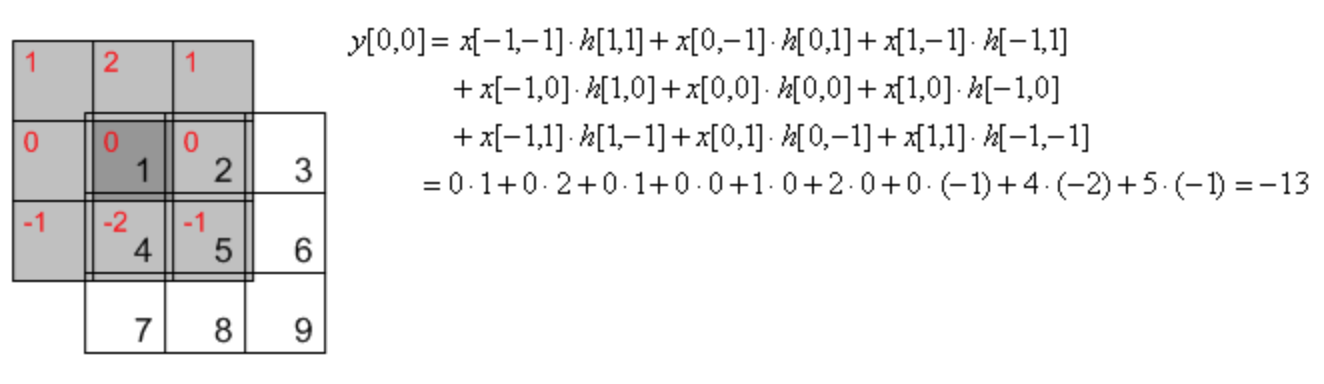 1 2 1
0 0 0
1 2 3
-1 -2 -1
4 5 6
7 8 9
y[0,0] = x[−1,−1]· h[1,1] + x[0,−1]· h[0,1] + x[1,−1]· h[−1,1]
+ x[−1,0]· h[1,0] + x[0,0]· h[0,0] + x[1,0]· h[−1,0]
+ x[−1,1]· h[1,−1] + x[0,1]· h[0,−1] + x[1,1]· h[−1,−1]
= 0·1 + 0·2 + 0·1 + 0·0 + 1·0 + 2·0 + 0·(−1) + 4·(−2) + 5·(−1) = −13